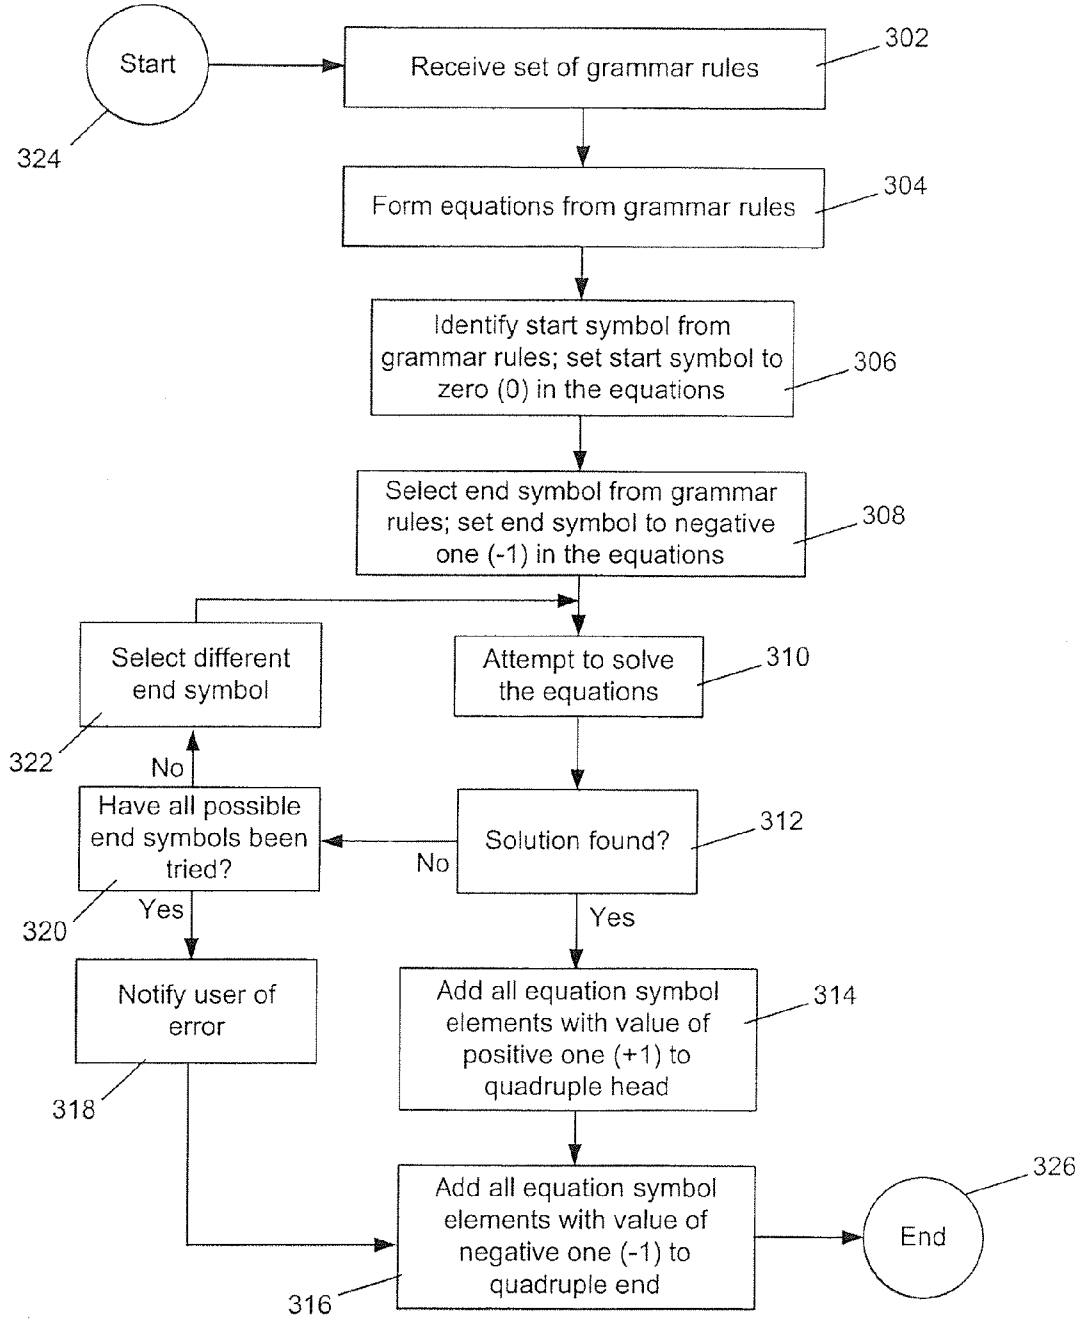 Start
324
Receive set of grammar rules
302
Form equations from grammar rules
304
Identify start symbol from
grammar rules; set start symbol to
zero (0) in the equations
306
Select end symbol from grammar
rules; set end symbol to negative
one (-1) in the equations
308
Select different
end symbol
322
Attempt to solve
the equations
310
No
Have all possible
end symbols been
tried?
320
No
Solution found?
312
Yes
Yes
Notify user of
error
318
Add all equation symbol
elements with value of
positive one (+1) to
quadruple head
314
Add all equation symbol
elements with value of
negative one (-1) to
quadruple end
316
End
326